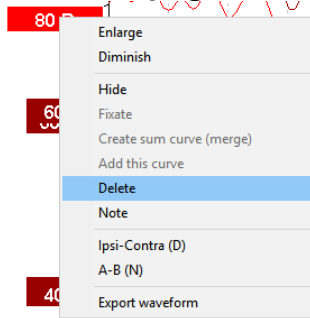 80
Enlarge
Diminish
Hide
60
Fixate
Create sum curve (merge)
Add this curve
Delete
Note
Ipsi-Contra (D)
A-B (N)
40
Export waveform